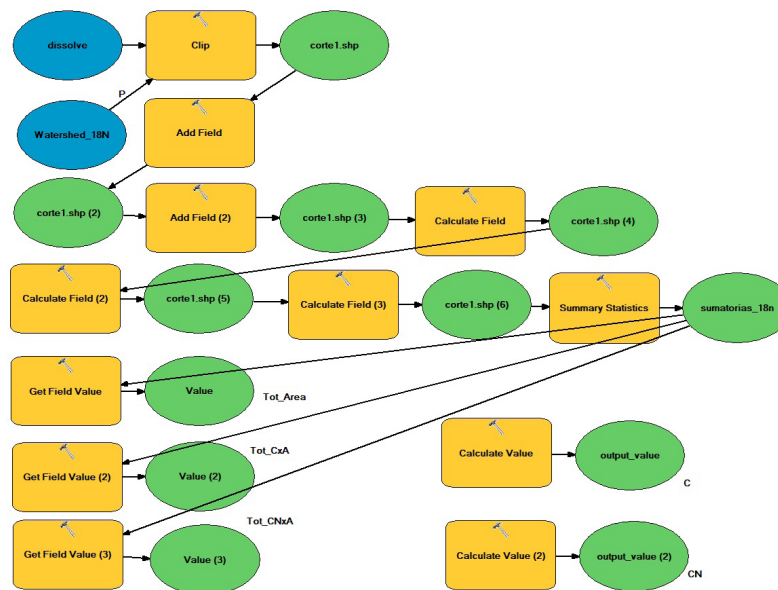 dissolve
Clip
corte1.shp
P
Watershed_18N
Add Field
corte1.shp (2)
Add Field (2)
corte1.shp (3)
Calculate Field
corte1.shp (4)
Calculate Field (2)
corte1.shp (5)
Calculate Field (3)
corte1.shp (6)
Summary Statistics
sumatorias_18n
Get Field Value
Value
Tot_Area
Get Field Value (2)
Value (2)
Tot_CxA
Calculate Value
output_value
C
Get Field Value (3)
Value (3)
Tot_CNxA
Calculate Value (2)
output_value (2)
CN